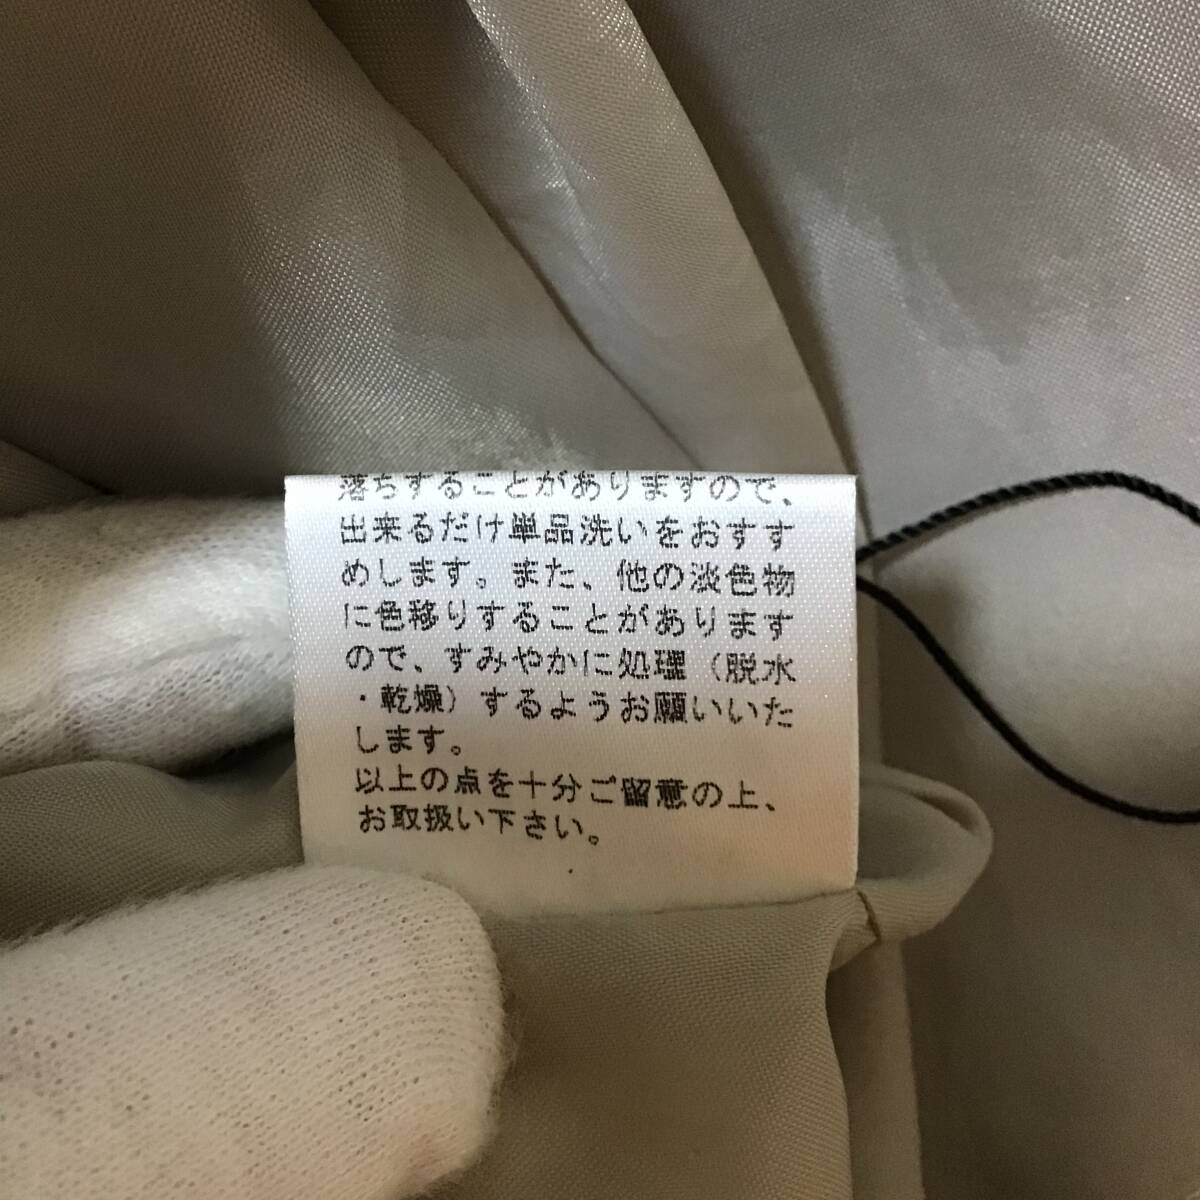 落ちすることがありますので、
出来るだけ単品洗いをおすす
めします。また、他の淡色物
に色移りすることがあります
ので、すみやかに処理（脱水
・乾燥）するようお願いいた
します。
以上の点を十分ご留意の上、
お取扱い下さい。